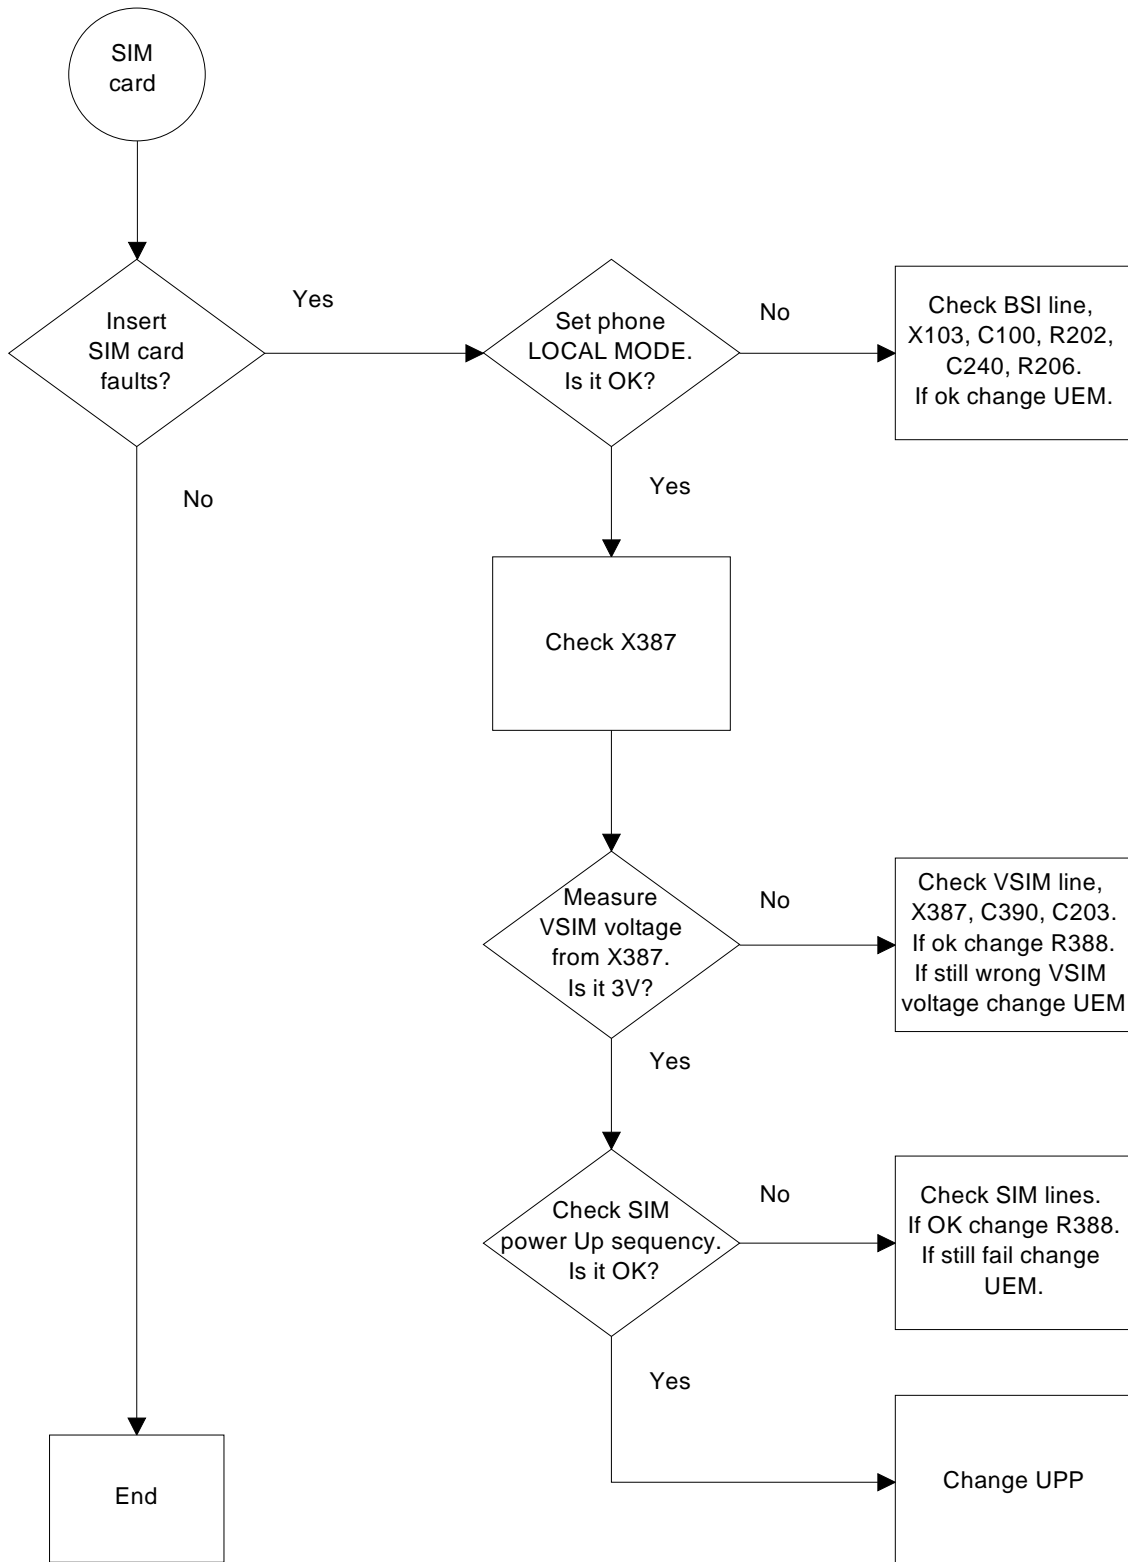 SIM
card
Insert
SIM card
faults?
Yes
Set phone
LOCAL MODE.
Is it OK?
No
Check BSI line,
X103, C100, R202,
C240, R206.
If ok change UEM.
No
Yes
Check X387
Measure
VSIM voltage
from X387.
Is it 3V?
No
Check VSIM line,
X387, C390, C203.
If ok change R388.
If still wrong VSIM
voltage change UEM
Yes
Check SIM
power Up sequency.
Is it OK?
No
Check SIM lines.
If OK change R388.
If still fail change
UEM.
Yes
Change UPP
End